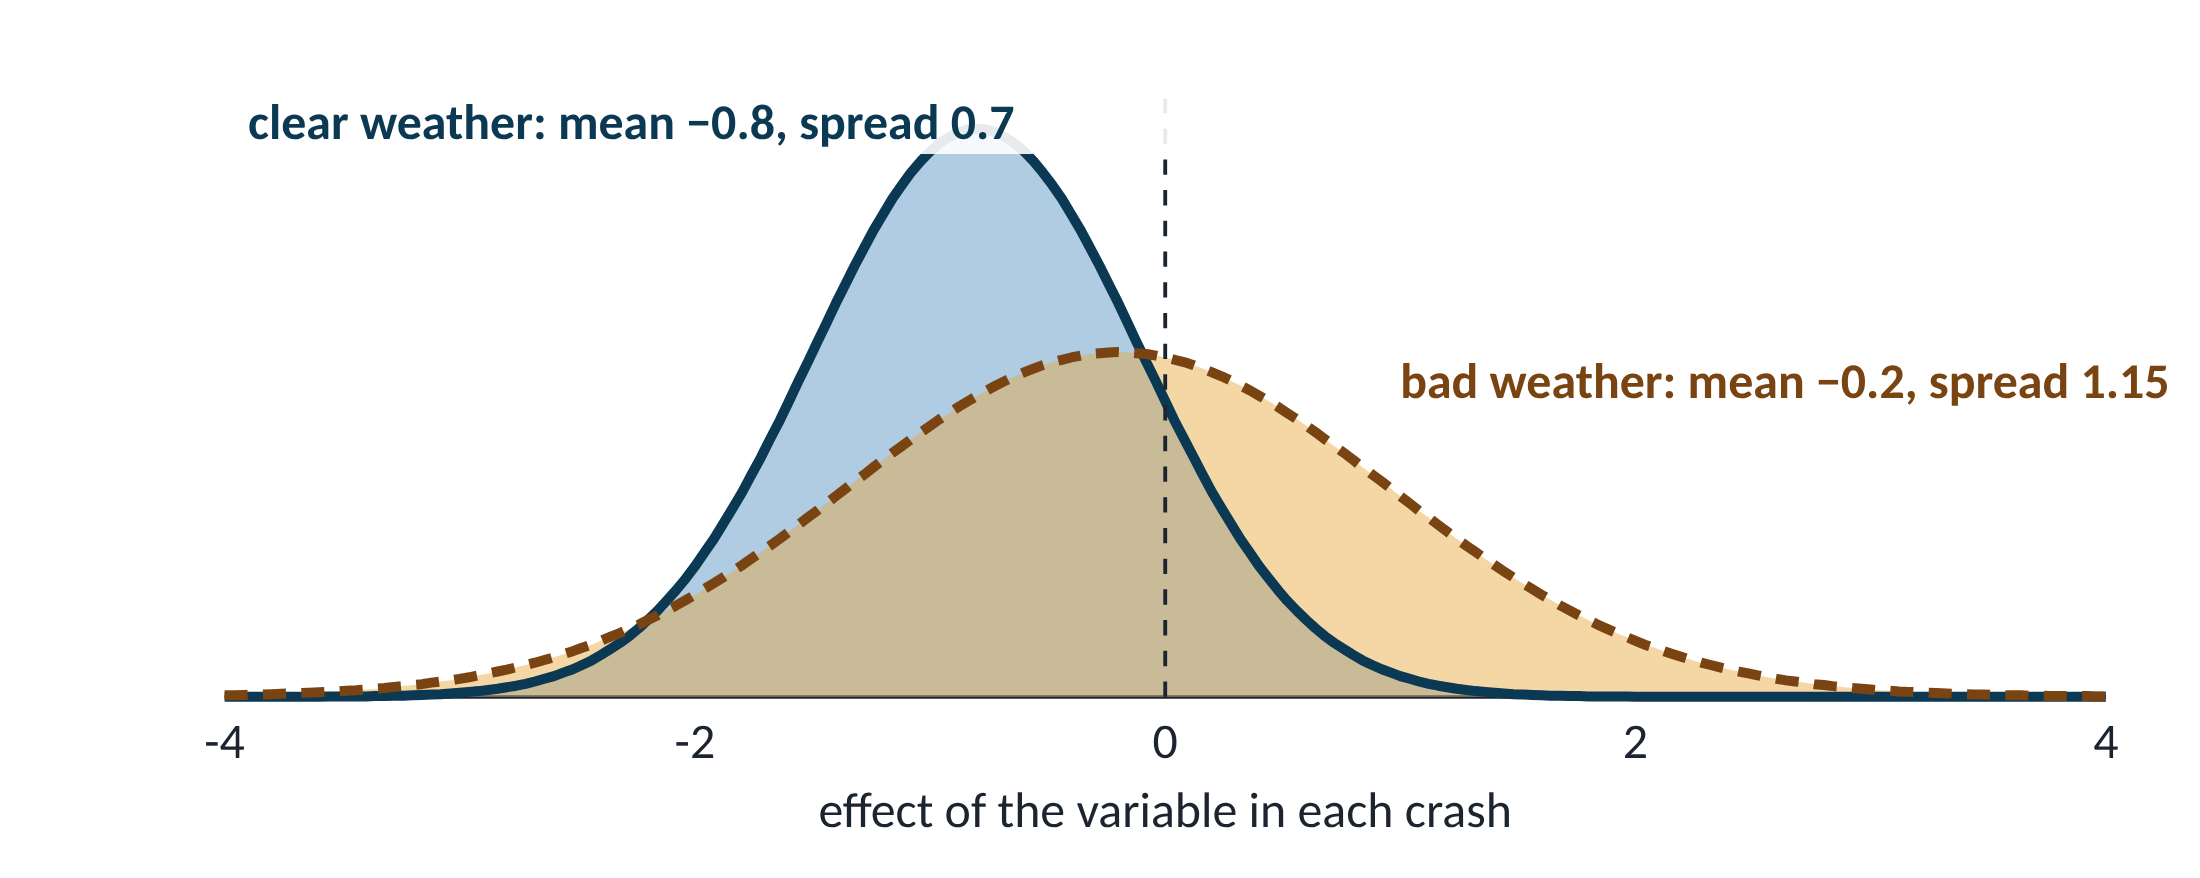 clear weather: mean −0.8, spread 0.7
bad weather: mean −0.2, spread 1.15
-4 -2 0 2 4
effect of the variable in each crash